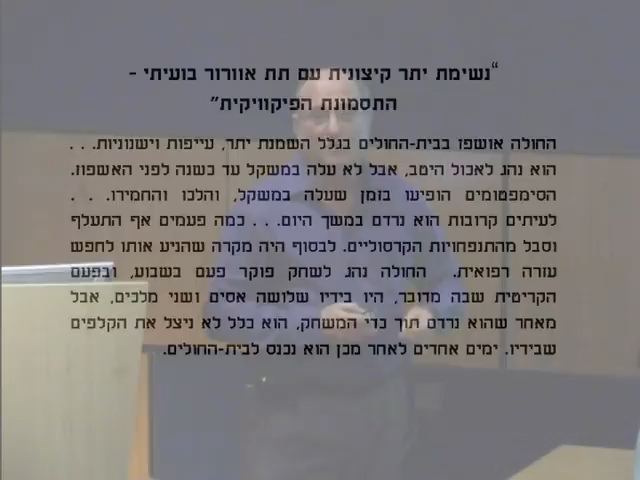 “נשימת יתר קיצונית עם תת אוורור בועיתי -
התסמונת הפיקוויקית”
החולה אושפז בבית-החולים בגלל השמנת יתר, עייפות וישנוניות. . .
הוא נהג לאכול היטב, אבל לא עלה במשקל עד כשנה לפני האשפוז.
הסימפטומים הופיעו בזמן שעלה במשקל, והלכו והחמירו. . .
לעיתים קרובות הוא נרדם במשך היום. . . כמה פעמים אף התעלף
וסבל מהתנפחויות הקרסוליים. לבסוף היה מקרה שהניע אותו לחפש
עזרה רפואית. החולה נהג לשחק פוקר פעם בשבוע, ובפעם
הקריטית שבה מדובר, היו בידיו שלושה אסים ושני מלכים, אבל
מאחר שהוא נרדם תוך כדי המשחק, הוא כלל לא ניצל את הקלפים
שבידיו. ימים אחדים לאחר מכן הוא נכנס לבית-החולים.